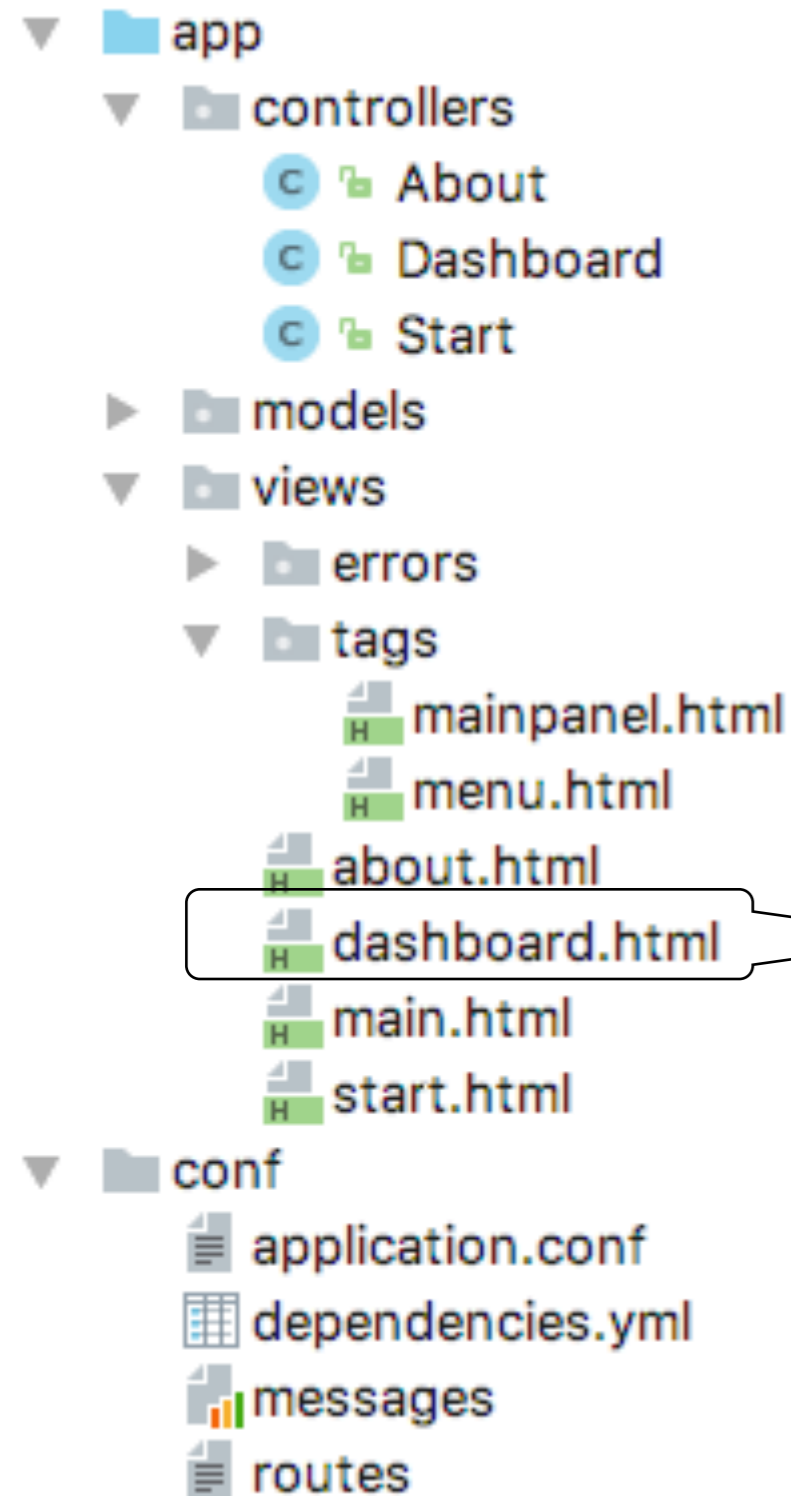 app
controllers
C About
C Dashboard
C Start
models
views
errors
tags
H mainpanel.html
H menu.html
H about.html
H dashboard.html
H main.html
H start.html
conf
application.conf
dependencies.yml
messages
routes